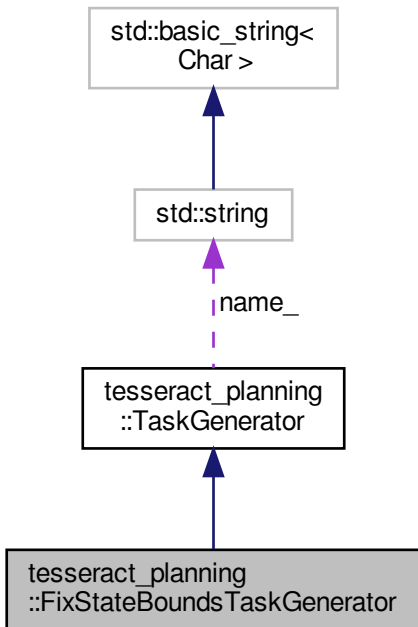 std::basic_string<
Char >
std::string
name_
tesseract_planning
::TaskGenerator
tesseract_planning
::FixStateBoundsTaskGenerator